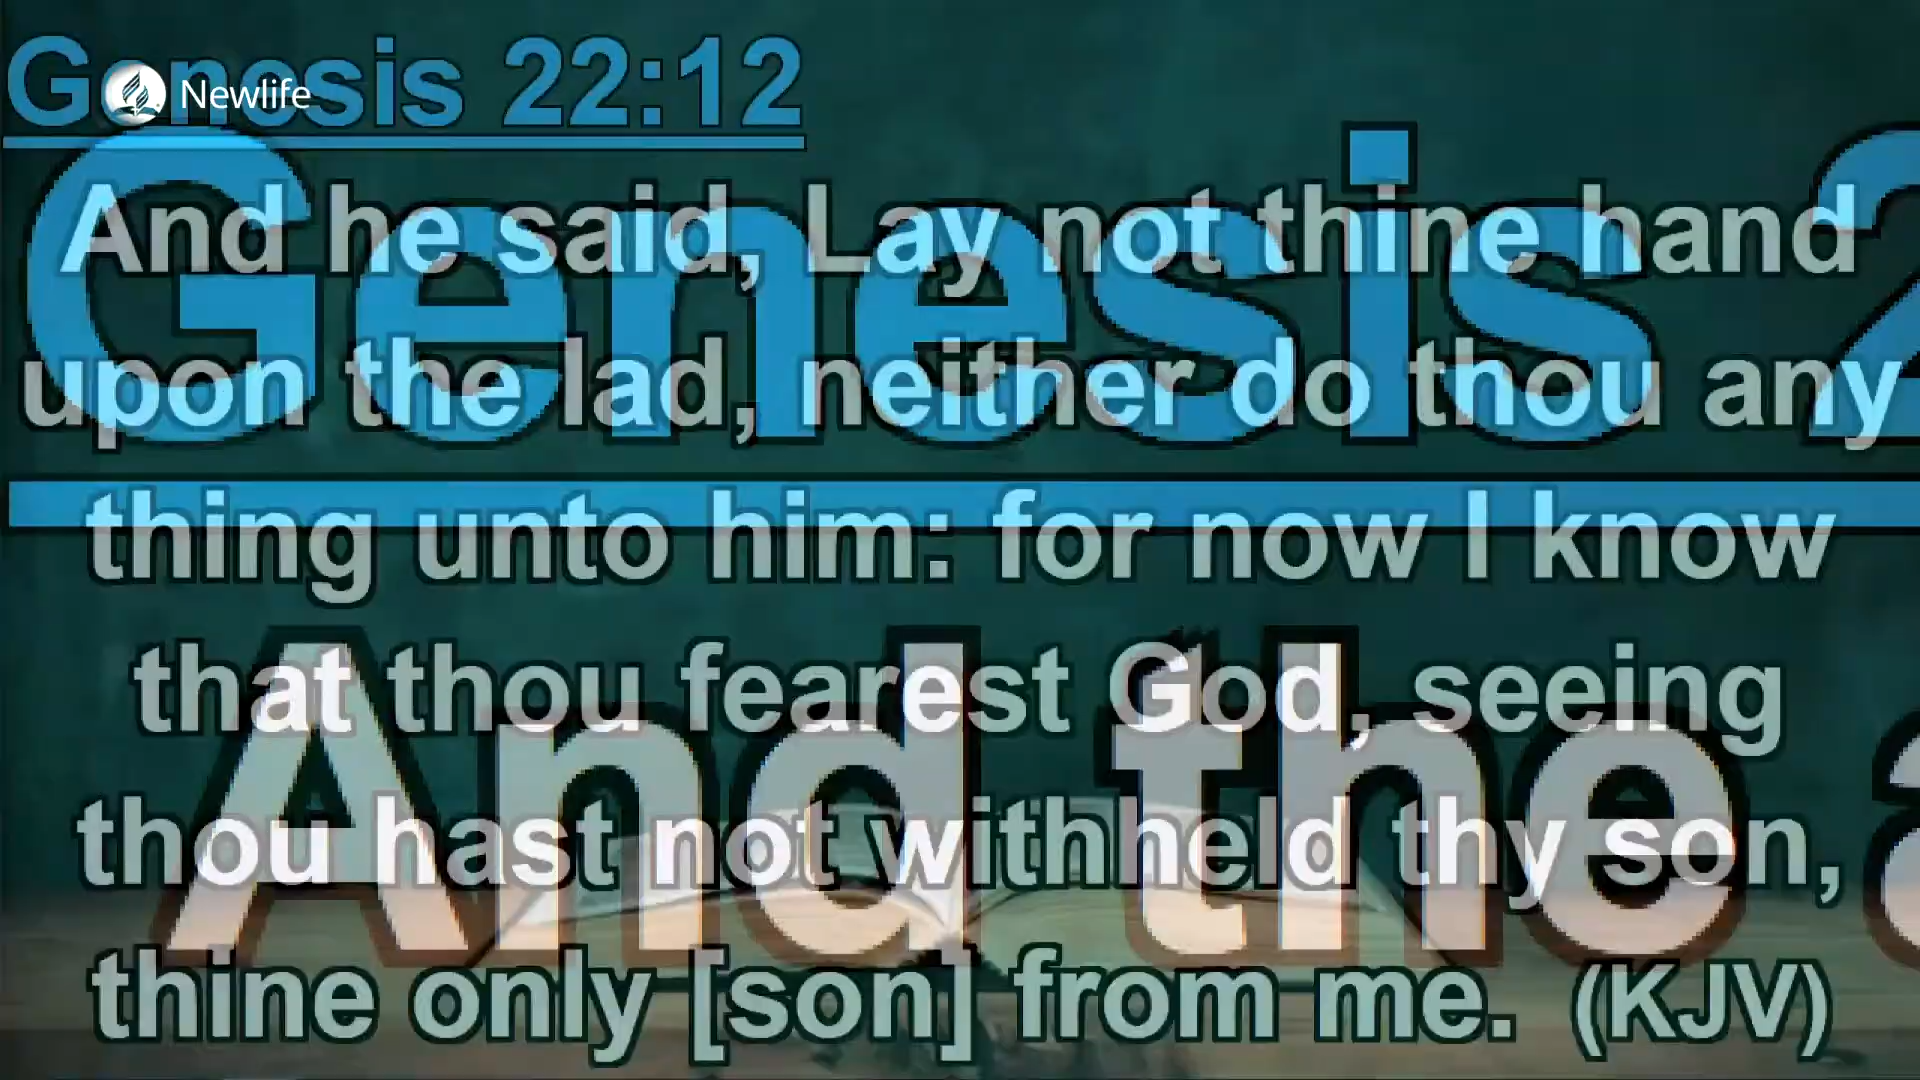 Genesis 22:12
Newlife
Genesis 2
And he said, Lay not thine hand
upon the lad, neither do thou any
thing unto him: for now I know
that thou fearest God, seeing
And the a
thou hast not withheld thy son,
thine only [son] from me. (KJV)